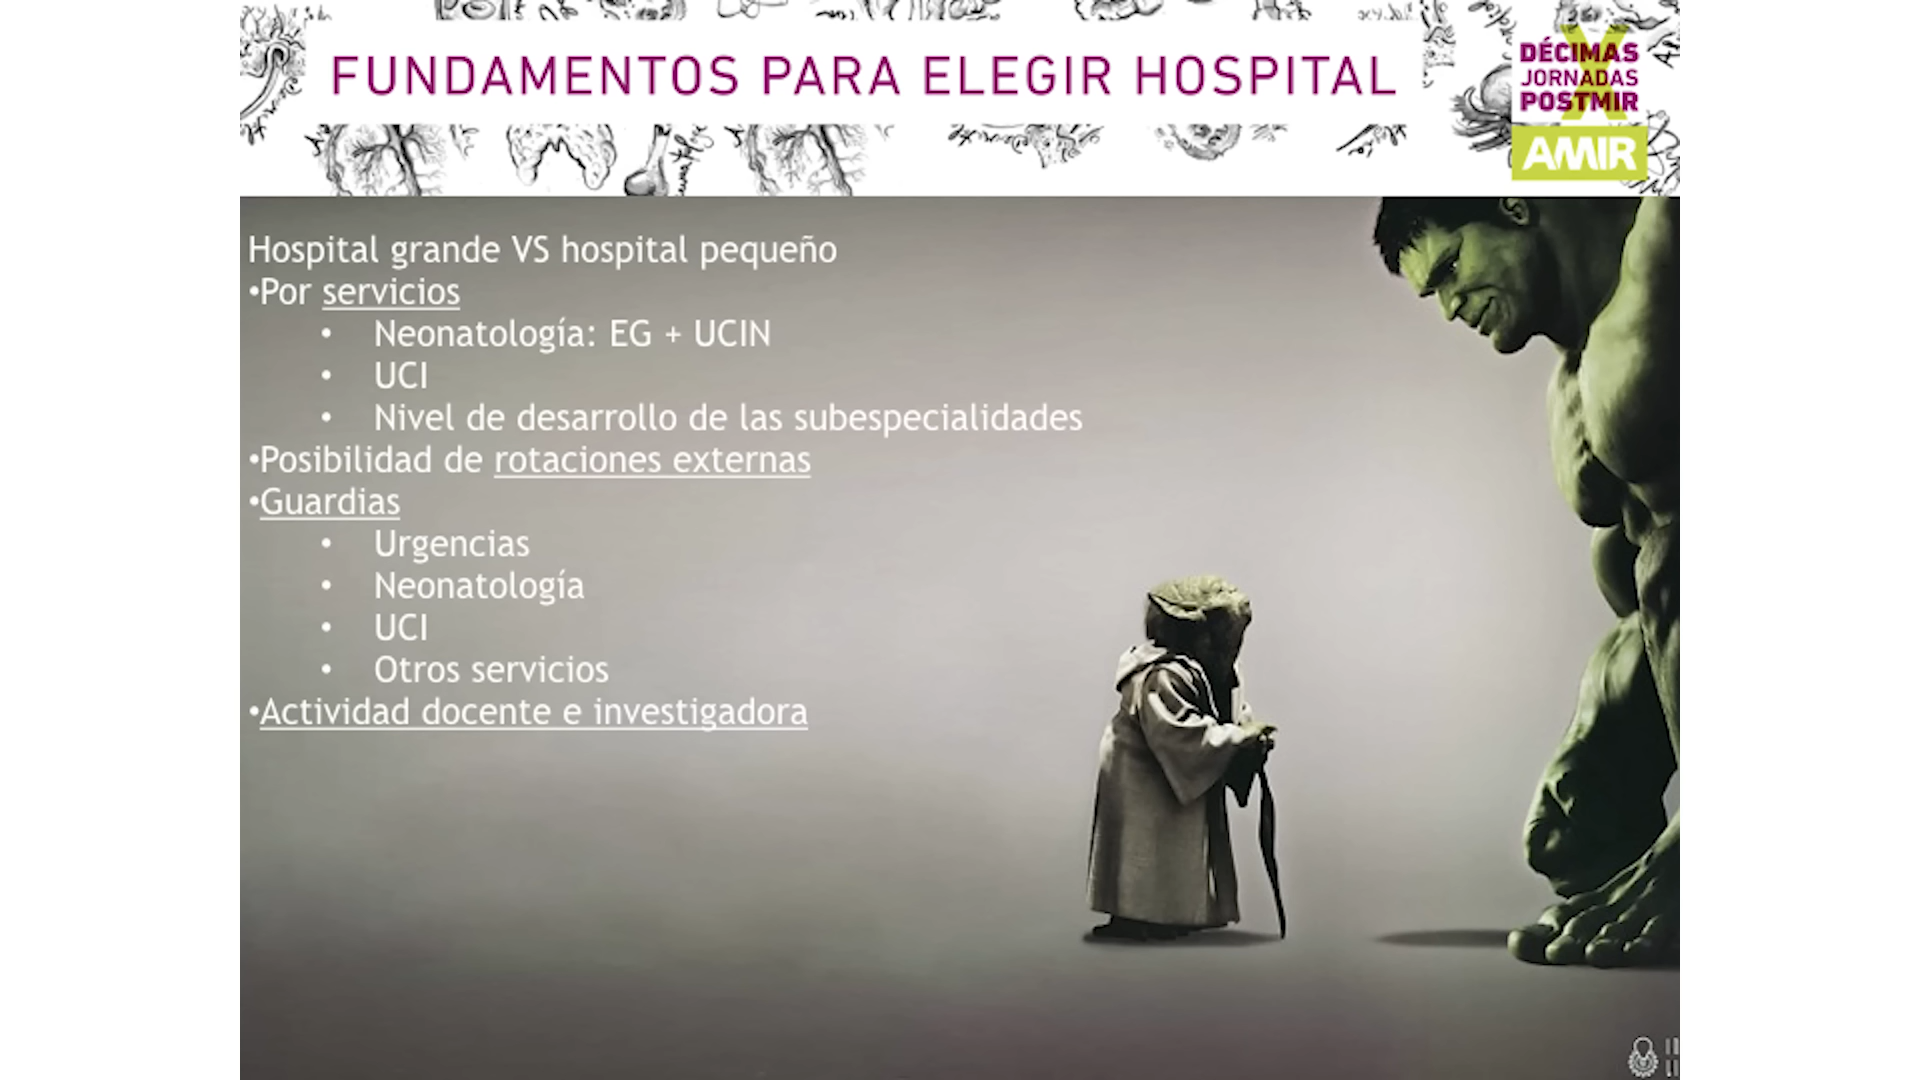 FUNDAMENTOS PARA ELEGIR HOSPITAL
DÉCIMAS
JORNADAS
POSTMIR
X
AMIR
Hospital grande VS hospital pequeño
•Por servicios
• Neonatología: EG + UCIN
• UCI
• Nivel de desarrollo de las subespecialidades
•Posibilidad de rotaciones externas
•Guardias
• Urgencias
• Neonatología
• UCI
• Otros servicios
•Actividad docente e investigadora